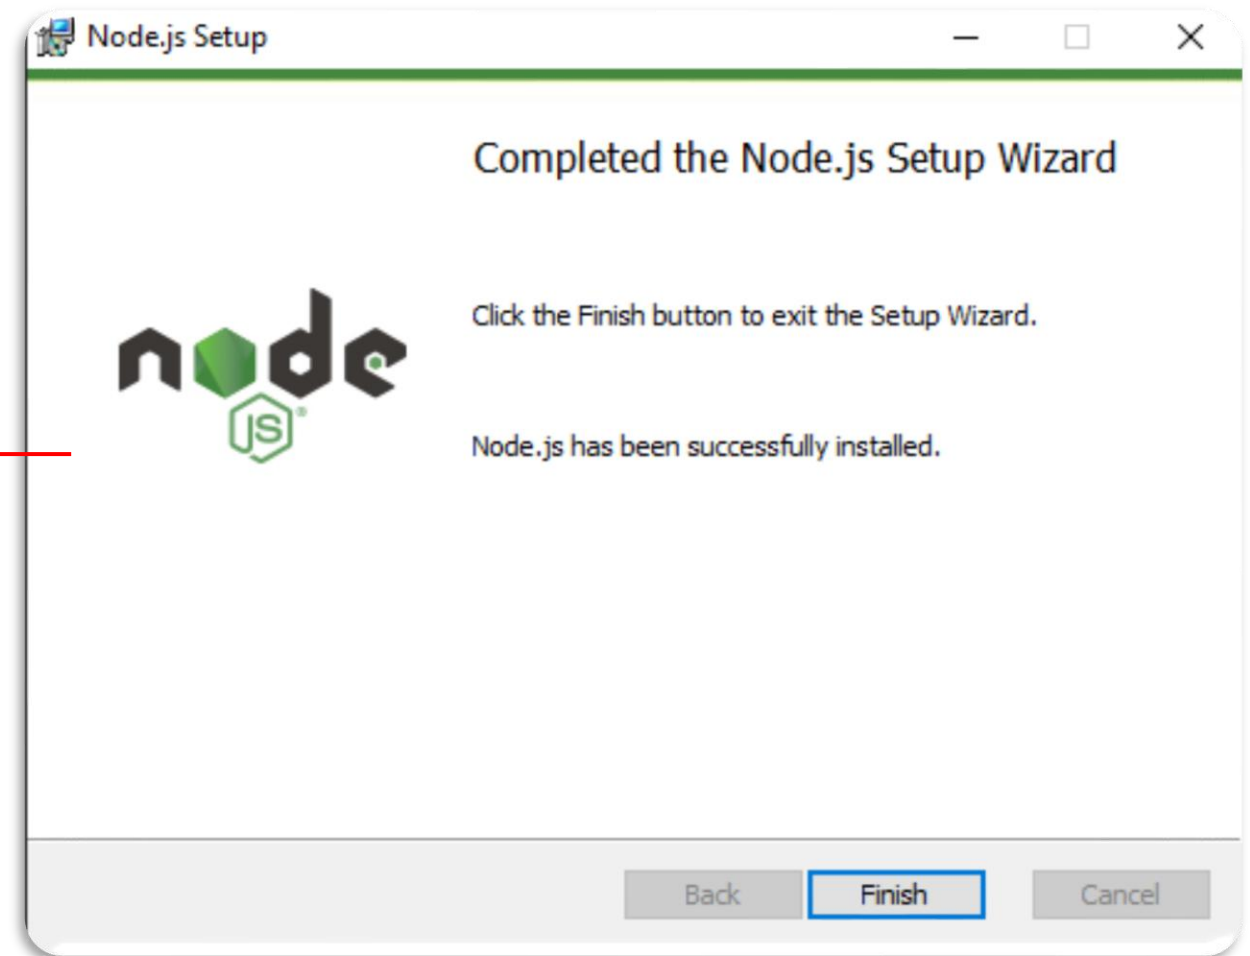 Node.js Setup
Completed the Node.js Setup Wizard
Click the Finish button to exit the Setup Wizard.
node
JS
®
Node.js has been successfully installed.
Back
Finish
Cancel